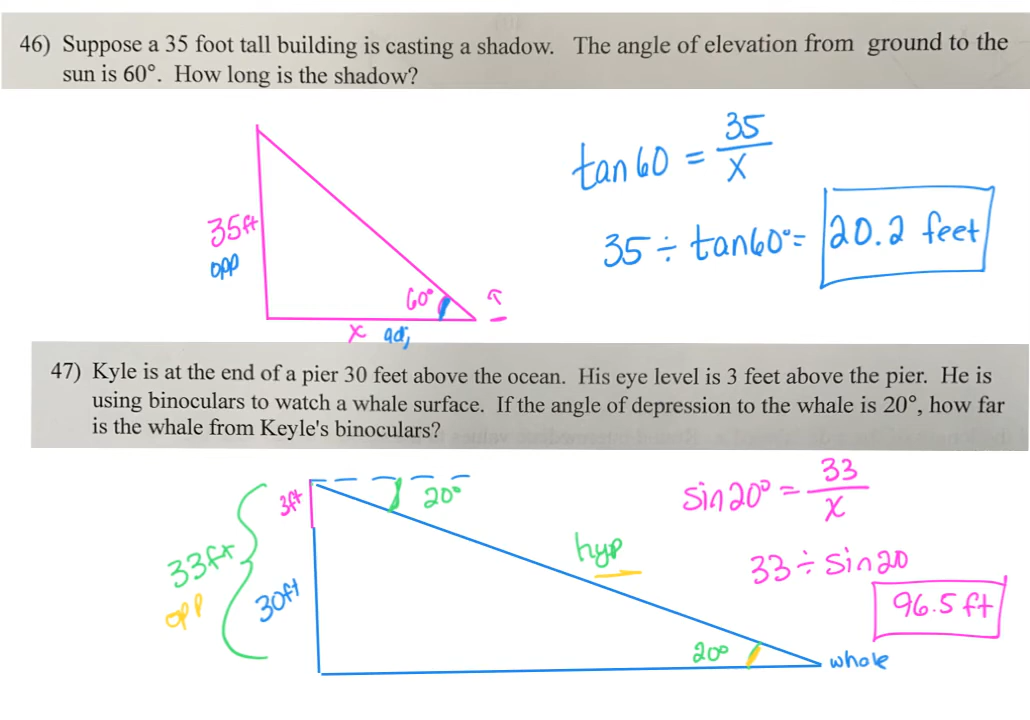 46) Suppose a 35 foot tall building is casting a shadow. The angle of elevation from ground to the
sun is 60°. How long is the shadow?
tan 60 = 35/x
35ft
opp
35 ÷ tan60° = 20.2 feet
60°
x adj
47) Kyle is at the end of a pier 30 feet above the ocean. His eye level is 3 feet above the pier. He is
using binoculars to watch a whale surface. If the angle of depression to the whale is 20°, how far
is the whale from Keyle's binoculars?
3ft
20°
sin 20° = 33/x
33ft
opp
30ft
hyp
33 ÷ sin 20
96.5 ft
20°
whale